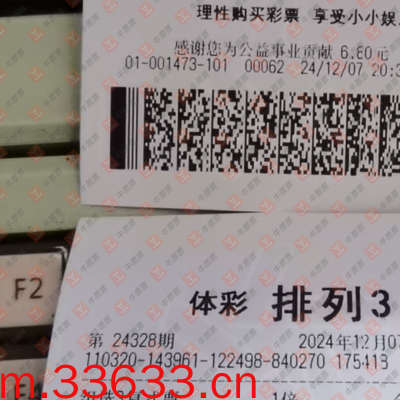 理性购买彩票 享受小小娱
感谢您为公益事业贡献 6.80元
01-001473-101 00062 24/12/07 20:3
F2
体彩 排列3
第 24328期 2024年12月07
110320-143961-122498-840270 175413
m.33633.cn
1倍